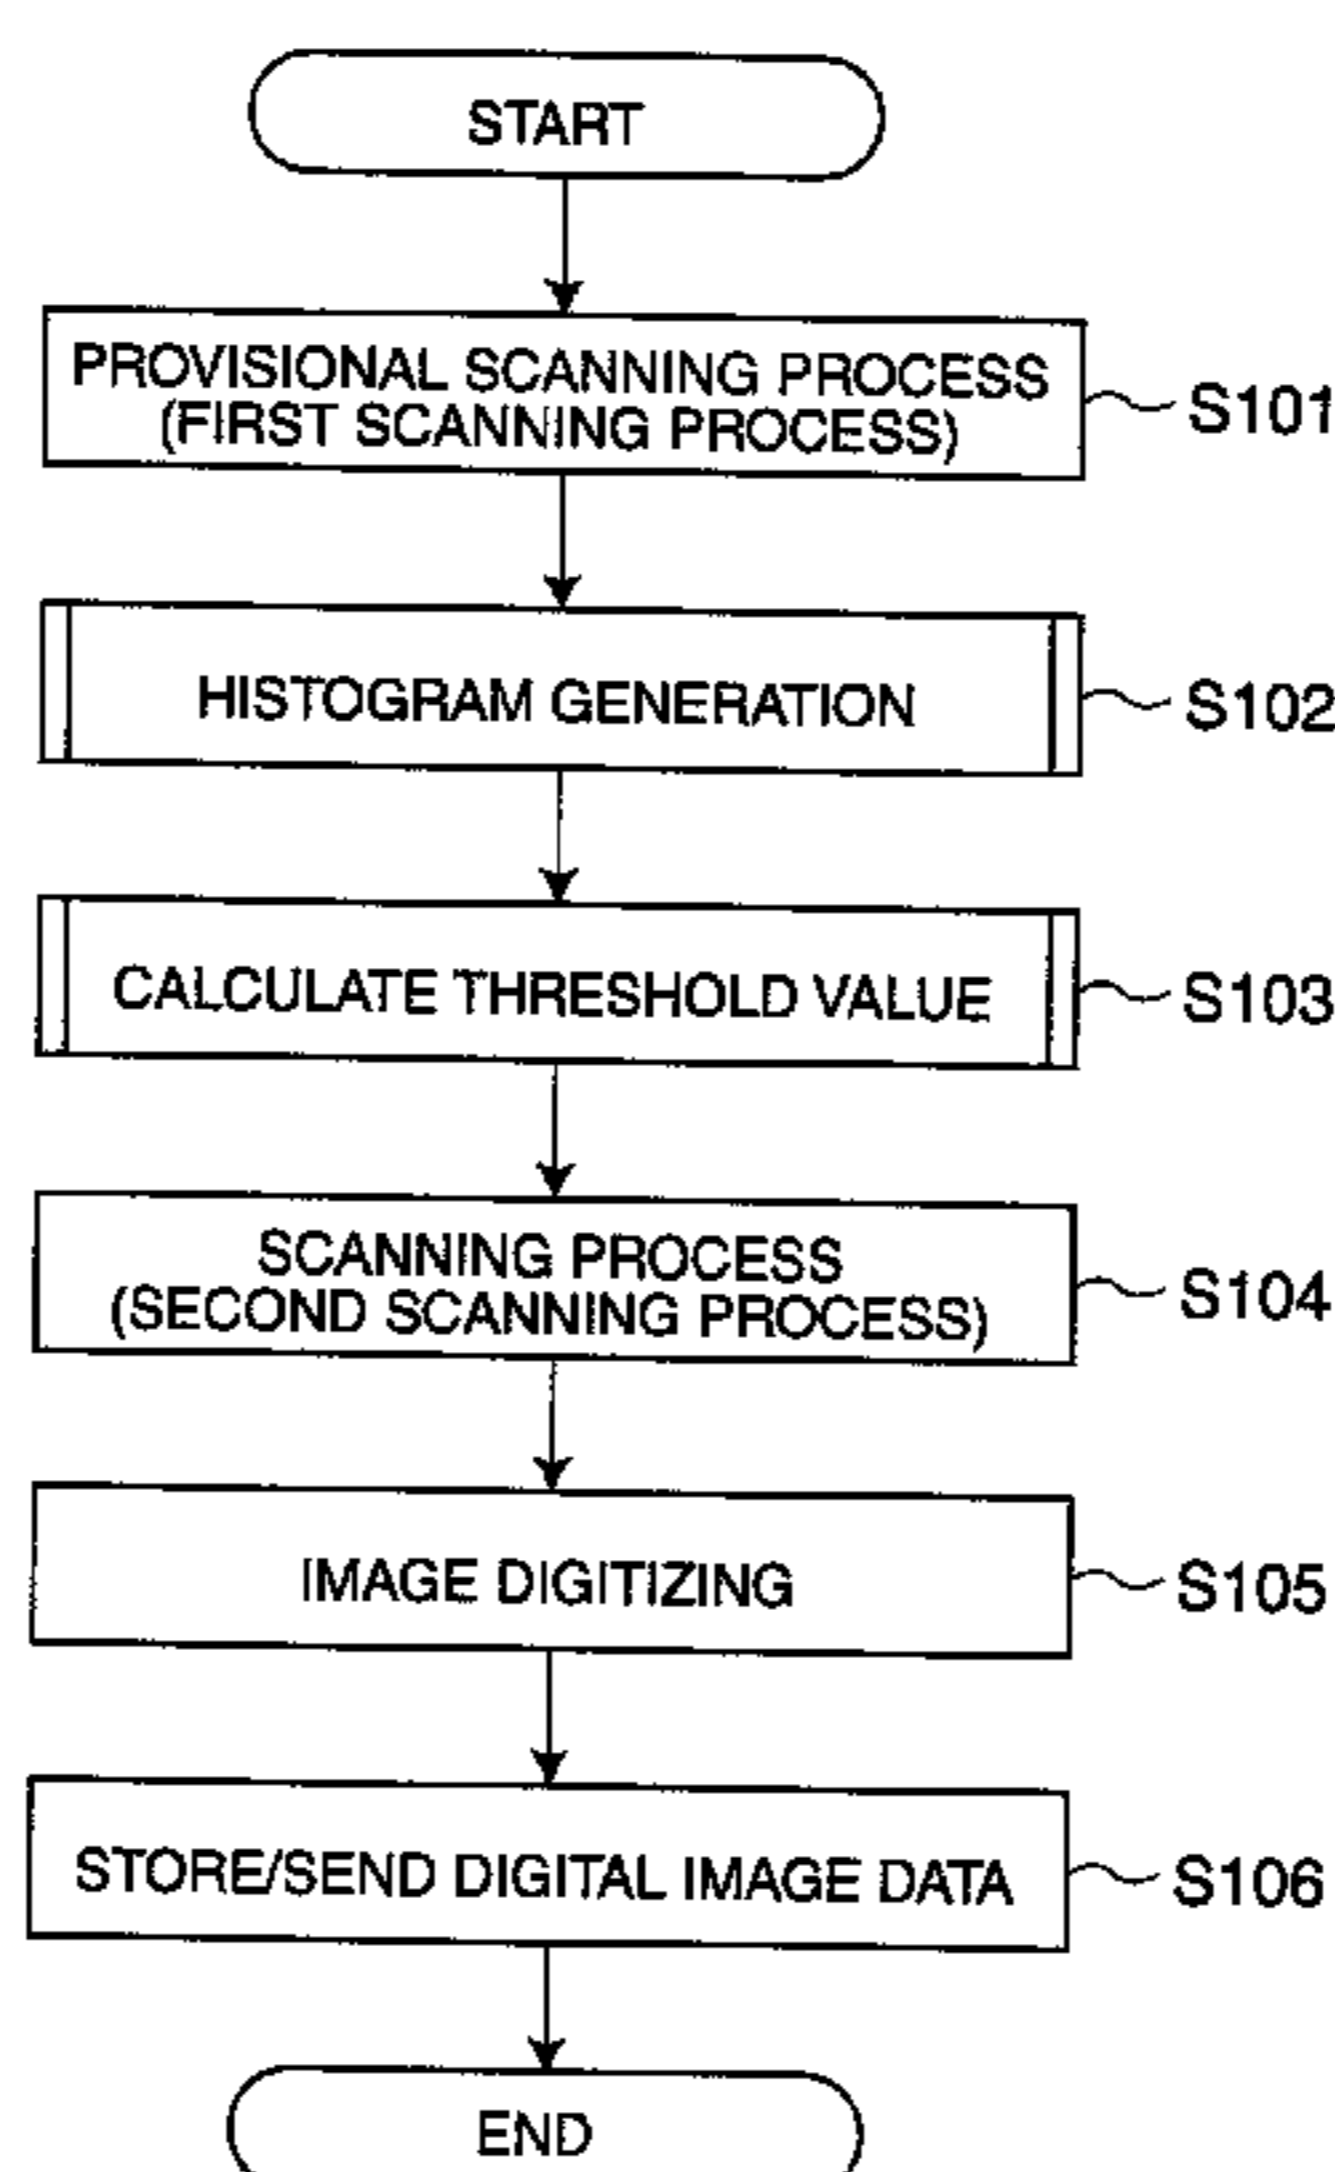 START
PROVISIONAL SCANNING PROCESS
(FIRST SCANNING PROCESS)
S101
HISTOGRAM GENERATION
S102
CALCULATE THRESHOLD VALUE
S103
SCANNING PROCESS
(SECOND SCANNING PROCESS)
S104
IMAGE DIGITIZING
S105
STORE/SEND DIGITAL IMAGE DATA
S106
END